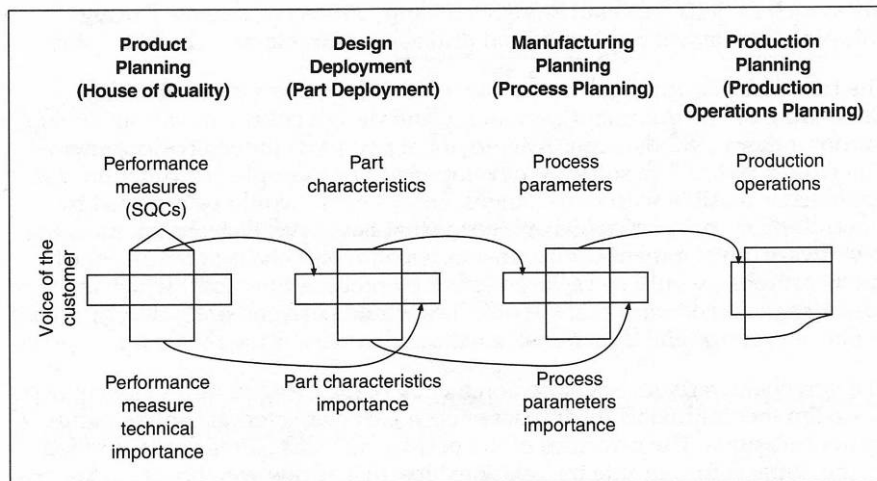 Product
Planning
(House of Quality)
Design
Deployment
(Part Deployment)
Manufacturing
Planning
(Process Planning)
Production
Planning
(Production
Operations Planning)
Performance
measures
(SQCs)
Part
characteristics
Process
parameters
Production
operations
Voice of the
customer
Performance
measure
technical
importance
Part characteristics
importance
Process
parameters
importance